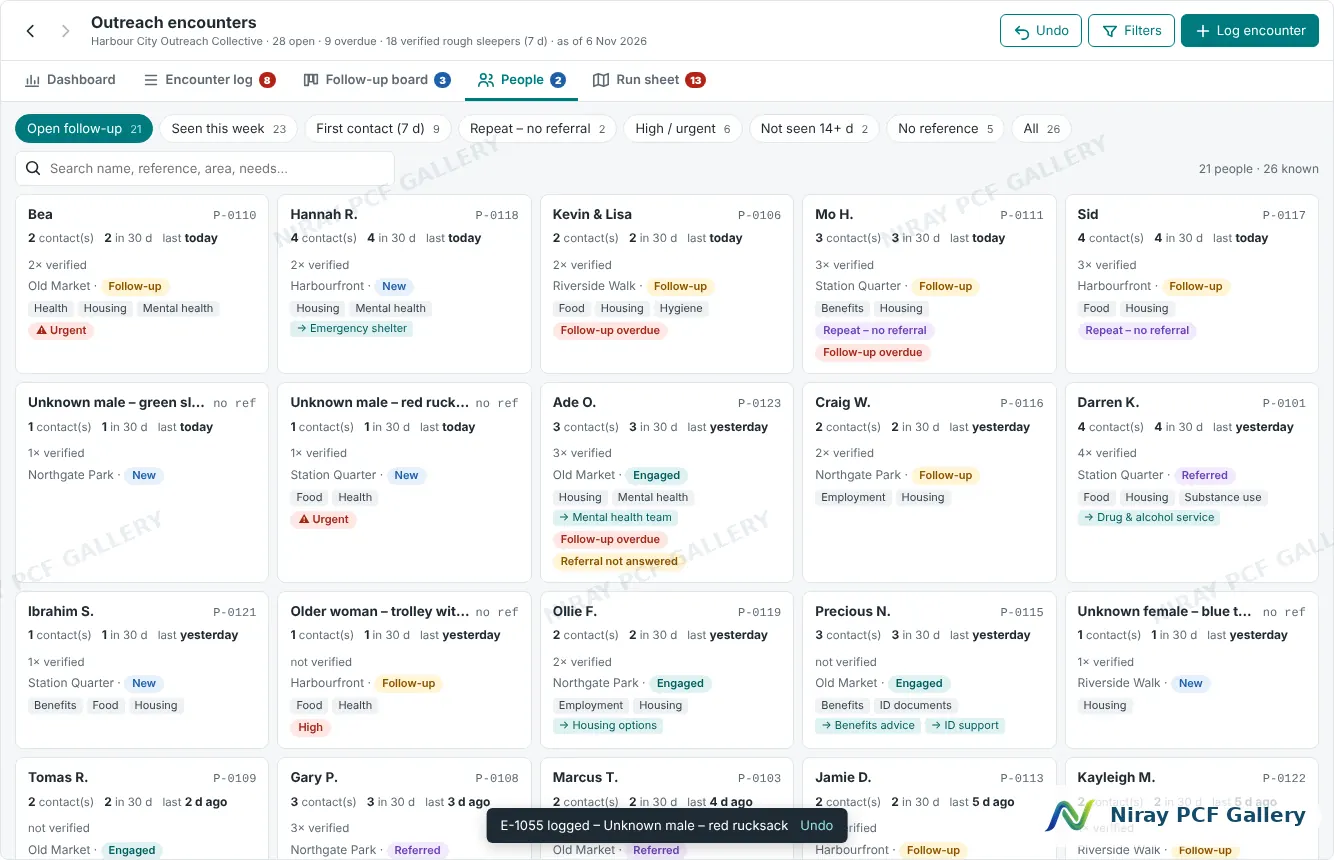 Outreach encounters
Harbour City Outreach Collective · 28 open · 9 overdue · 18 verified rough sleepers (7 d) · as of 6 Nov 2026
Undo
Filters
Log encounter
Dashboard
Encounter log 8
Follow-up board 3
People 2
Run sheet 13
Open follow-up 21
Seen this week 23
First contact (7 d) 9
Repeat – no referral 2
High / urgent 6
Not seen 14+ d 2
No reference 5
All 26
Search name, reference, area, needs...
21 people · 26 known
Bea P-0110
2 contact(s) 2 in 30 d last today
2× verified
Old Market · Follow-up
Health Housing Mental health
Urgent
Hannah R. P-0118
4 contact(s) 4 in 30 d last today
2× verified
Harbourfront · New
Housing Mental health
→ Emergency shelter
Kevin & Lisa P-0106
2 contact(s) 2 in 30 d last today
2× verified
Riverside Walk · Follow-up
Food Housing Hygiene
Follow-up overdue
Mo H. P-0111
3 contact(s) 3 in 30 d last today
3× verified
Station Quarter · Follow-up
Benefits Housing
Repeat – no referral
Follow-up overdue
Sid P-0117
4 contact(s) 4 in 30 d last today
3× verified
Harbourfront · Follow-up
Food Housing
Repeat – no referral
Unknown male – green sl... no ref
1 contact(s) 1 in 30 d last today
1× verified
Northgate Park · New
Unknown male – red ruck... no ref
1 contact(s) 1 in 30 d last today
1× verified
Station Quarter · New
Food Health
Urgent
Ade O. P-0123
3 contact(s) 3 in 30 d last yesterday
3× verified
Old Market · Engaged
Housing Mental health
→ Mental health team
Follow-up overdue
Referral not answered
Craig W. P-0116
2 contact(s) 2 in 30 d last yesterday
2× verified
Northgate Park · Follow-up
Employment Housing
Darren K. P-0101
4 contact(s) 4 in 30 d last yesterday
4× verified
Station Quarter · Referred
Food Housing Substance use
→ Drug & alcohol service
Ibrahim S. P-0121
1 contact(s) 1 in 30 d last yesterday
1× verified
Station Quarter · New
Benefits Food Housing
Older woman – trolley wit... no ref
1 contact(s) 1 in 30 d last yesterday
not verified
Harbourfront · Follow-up
Food Health
High
Ollie F. P-0119
2 contact(s) 2 in 30 d last yesterday
2× verified
Northgate Park · Engaged
Employment Housing
→ Housing options
Precious N. P-0115
3 contact(s) 3 in 30 d last yesterday
not verified
Old Market · Engaged
Benefits ID documents
→ Benefits advice → ID support
Unknown female – blue t... no ref
1 contact(s) 1 in 30 d last yesterday
1× verified
Riverside Walk · New
Housing
Tomas R. P-0109
2 contact(s) 2 in 30 d last 2 d ago
not verified
Old Market · Engaged
Gary P. P-0108
3 contact(s) 3 in 30 d last 3 d ago
3× verified
Northgate Park · Referred
Marcus T. P-0103
2 contact(s) 2 in 30 d last 4 d ago
Old Market · Referred
Jamie D. P-0113
2 contact(s) 2 in 30 d last 5 d ago
Harbourfront · Follow-up
Kayleigh M. P-0122
2 contact(s) 2 in 30 d last 5 d ago
verified
Riverside Walk · Follow-up
E-1055 logged – Unknown male – red rucksack Undo
Niray PCF Gallery
NIRAY PCF GALLERY
NIRAY PCF GALLERY
PCF GALLERY
NIRAY PCF GALLERY
NIRAY PCF GALL